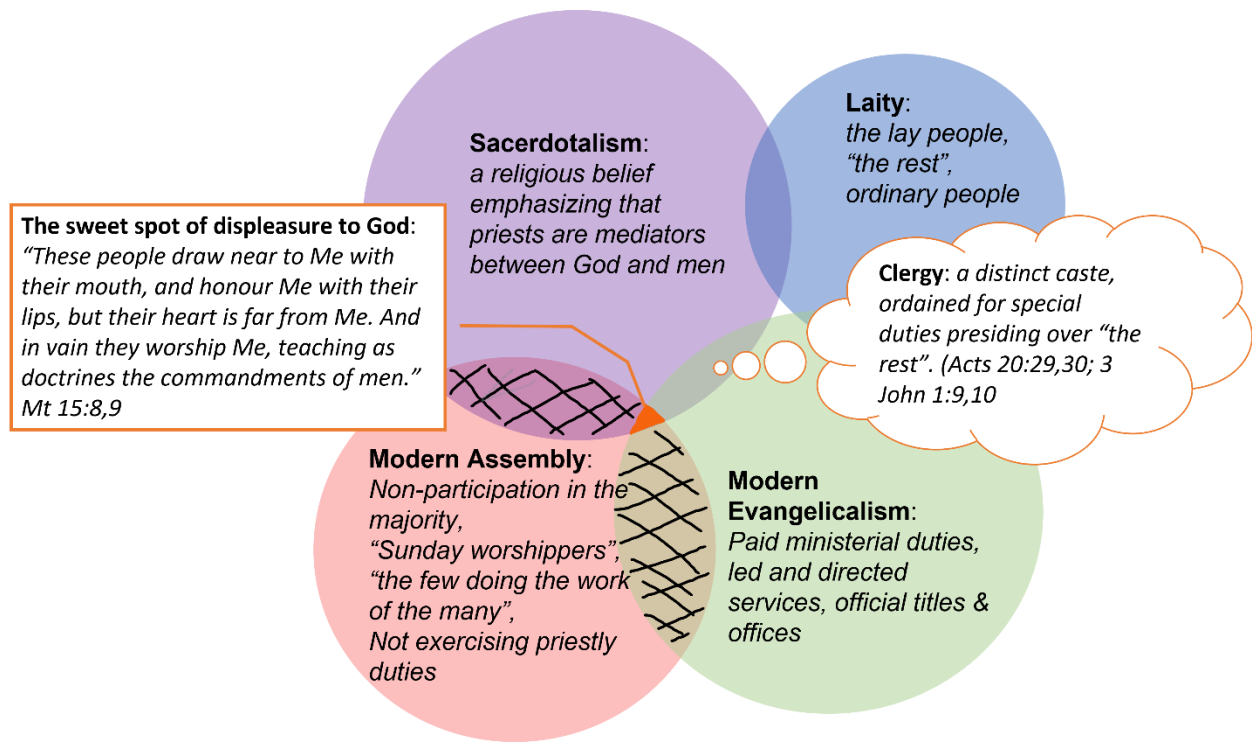 Sacerdotalism:
a religious belief
emphasizing that
priests are mediators
between God and men
Laity:
the lay people,
“the rest”,
ordinary people
The sweet spot of displeasure to God:
“These people draw near to Me with
their mouth, and honour Me with their
lips, but their heart is far from Me. And
in vain they worship Me, teaching as
doctrines the commandments of men.”
Mt 15:8,9
Clergy: a distinct caste,
ordained for special
duties presiding over “the
rest”. (Acts 20:29,30; 3
John 1:9,10
Modern Assembly:
Non-participation in the
majority,
“Sunday worshippers”,
“the few doing the work
of the many”,
Not exercising priestly
duties
Modern
Evangelicalism:
Paid ministerial duties,
led and directed
services, official titles &
offices